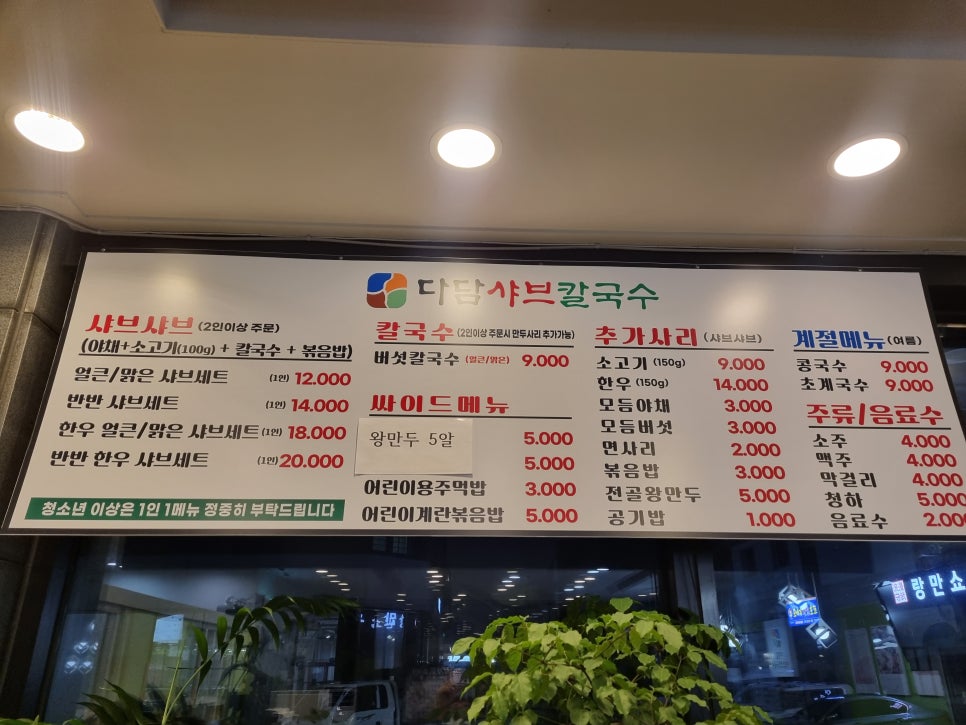 다담샤브칼국수
샤브샤브 (2인이상 주문)
(야채+소고기(100g) + 칼국수 + 볶음밥)
얼큰/맑은 샤브세트 (1인) 12.000
반반 샤브세트 (1인) 14.000
한우 얼큰/맑은 샤브세트 (1인) 18.000
반반 한우 샤브세트 (1인) 20.000
청소년 이상은 1인 1메뉴 정중히 부탁드립니다
칼국수 (2인이상 주문시 만두사리 추가가능)
버섯칼국수 (얼큰/맑은) 9.000
싸이드메뉴
왕만두 5알 5.000
5.000
어린이용주먹밥 3.000
어린이계란볶음밥 5.000
추가사리 (샤브샤브)
소고기 (150g) 9.000
한우 (150g) 14.000
모듬야채 3.000
모듬버섯 3.000
면사리 2.000
볶음밥 3.000
전골왕만두 5.000
공기밥 1.000
계절메뉴 (여름)
콩국수 9.000
초계국수 9.000
주류/음료수
소주 4.000
맥주 4.000
막걸리 4.000
청하 5.000
음료수 2.000
랑만쇼